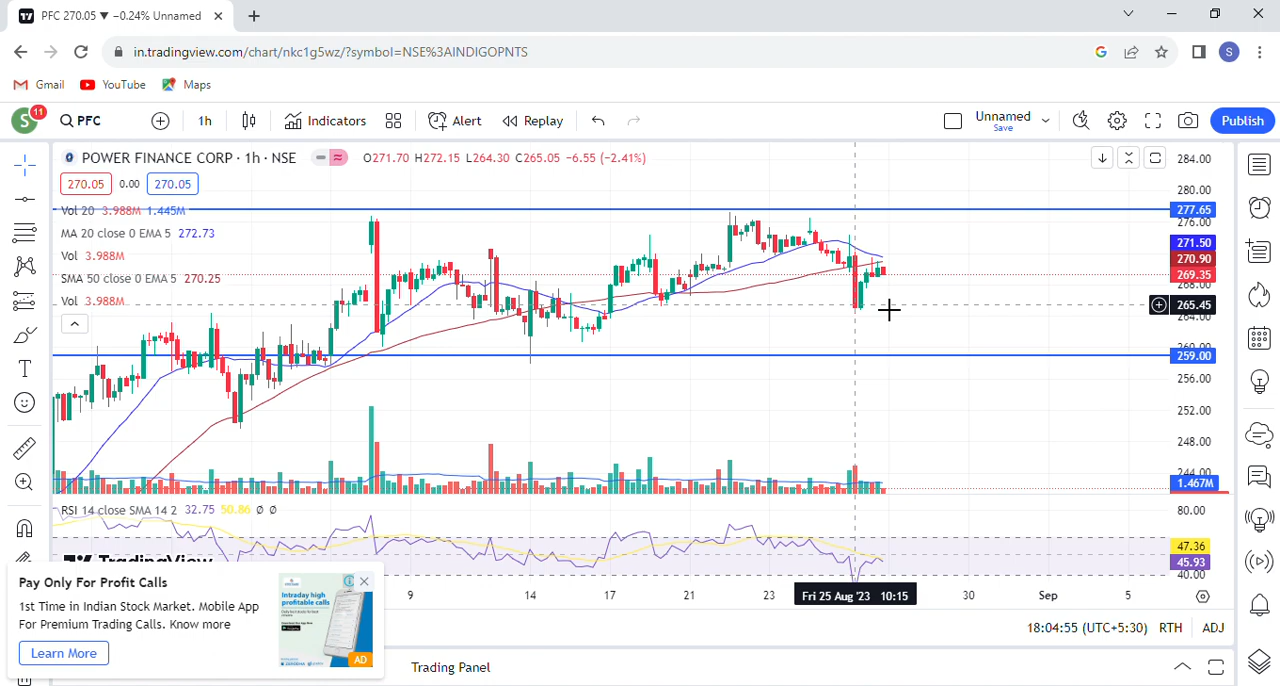 PFC 270.05 ▼ −0.24% Unnamed
in.tradingview.com/chart/nkc1g5wz/?symbol=NSE%3AINDIGOPNTS
S
Gmail YouTube Maps
S 11 PFC 1h Indicators Alert Replay Unnamed Save Publish
POWER FINANCE CORP · 1h · NSE O271.70 H272.15 L264.30 C265.05 −6.55 (−2.41%)
270.05 0.00 270.05
Vol 20 3.988M 1.445M
MA 20 close 0 EMA 5 272.73
Vol 3.988M
SMA 50 close 0 EMA 5 270.25
Vol 3.988M
284.00
280.00
277.65
276.00
271.50
270.90
269.35
268.00
265.45
264.00
260.00
259.00
256.00
252.00
248.00
244.00
1.467M
RSI 14 close SMA 14 2 32.75 50.86 Ø Ø
80.00
47.36
45.93
40.00
TradingView
9 14 17 21 23 Fri 25 Aug '23 10:15 30 Sep 5
18:04:55 (UTC+5:30) RTH ADJ
Trading Panel
Pay Only For Profit Calls
1st Time in Indian Stock Market. Mobile App
For Premium Trading Calls. Know more
Learn More
Intraday high
profitable calls
AD